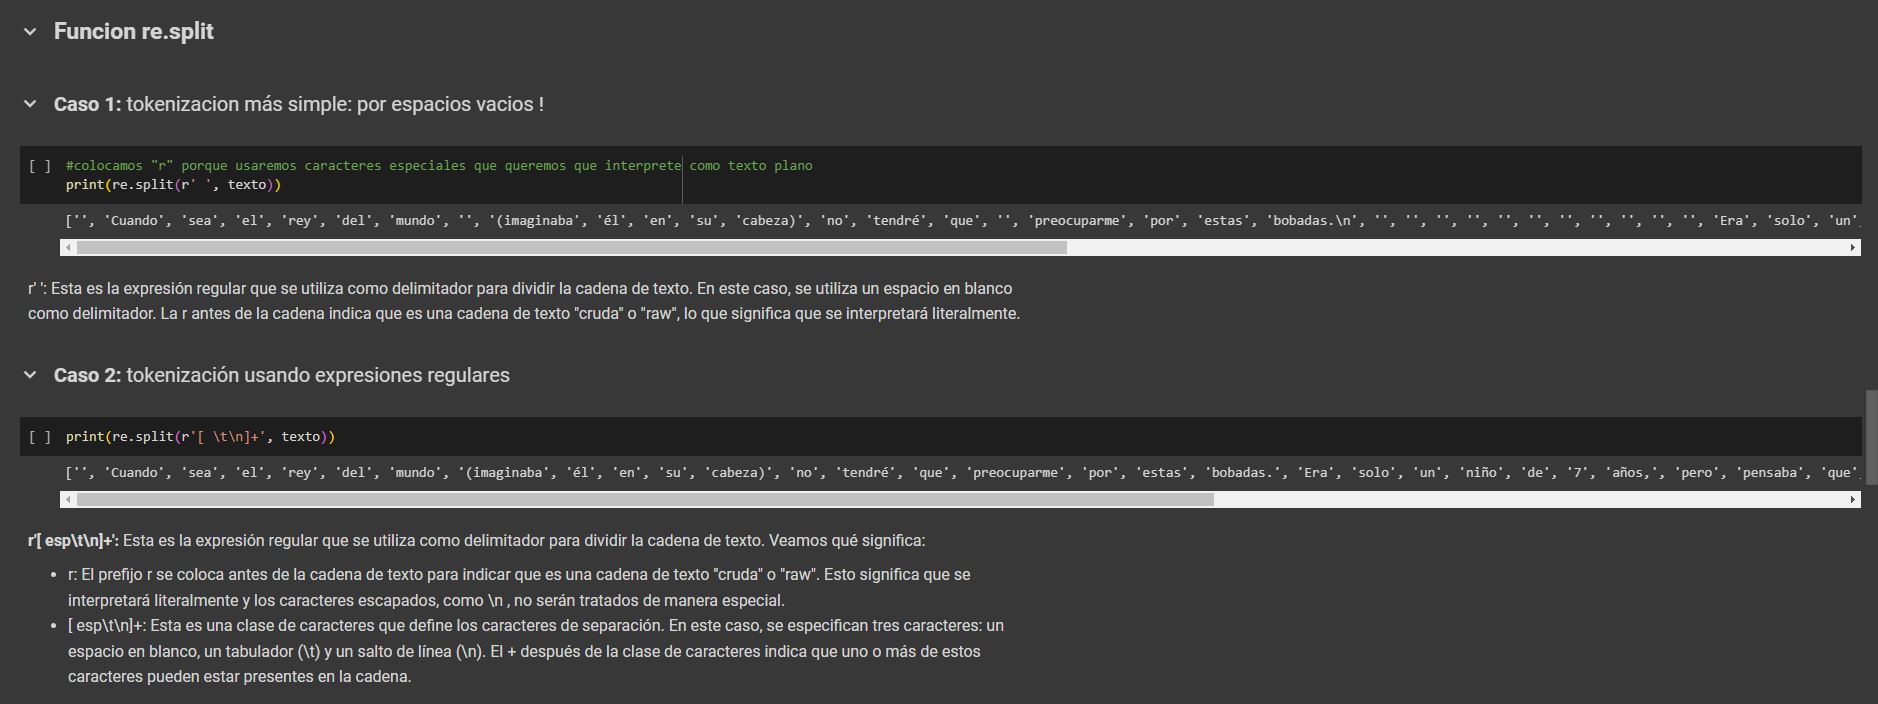 Funcion re.split
Caso 1: tokenizacion más simple: por espacios vacios !
[ ] #colocamos "r" porque usaremos caracteres especiales que queremos que interprete como texto plano
print(re.split(r' ', texto))
['', 'Cuando', 'sea', 'el', 'rey', 'del', 'mundo', '', '(imaginaba', 'él', 'en', 'su', 'cabeza)', 'no', 'tendré', 'que', '', 'preocuparme', 'por', 'estas', 'bobadas.\n', '', '', '', '', '', '', '', '', '', '', '', 'Era', 'solo', 'un'
r' ': Esta es la expresión regular que se utiliza como delimitador para dividir la cadena de texto. En este caso, se utiliza un espacio en blanco
como delimitador. La r antes de la cadena indica que es una cadena de texto "cruda" o "raw", lo que significa que se interpretará literalmente.
Caso 2: tokenización usando expresiones regulares
[ ] print(re.split(r'[ \t\n]+', texto))
['', 'Cuando', 'sea', 'el', 'rey', 'del', 'mundo', '(imaginaba', 'él', 'en', 'su', 'cabeza)', 'no', 'tendré', 'que', 'preocuparme', 'por', 'estas', 'bobadas.', 'Era', 'solo', 'un', 'niño', 'de', '7', 'años,', 'pero', 'pensaba', 'que'
r'[ esp\t\n]+': Esta es la expresión regular que se utiliza como delimitador para dividir la cadena de texto. Veamos qué significa:
• r: El prefijo r se coloca antes de la cadena de texto para indicar que es una cadena de texto "cruda" o "raw". Esto significa que se
interpretará literalmente y los caracteres escapados, como \n , no serán tratados de manera especial.
• [ esp\t\n]+: Esta es una clase de caracteres que define los caracteres de separación. En este caso, se especifican tres caracteres: un
espacio en blanco, un tabulador (\t) y un salto de línea (\n). El + después de la clase de caracteres indica que uno o más de estos
caracteres pueden estar presentes en la cadena.